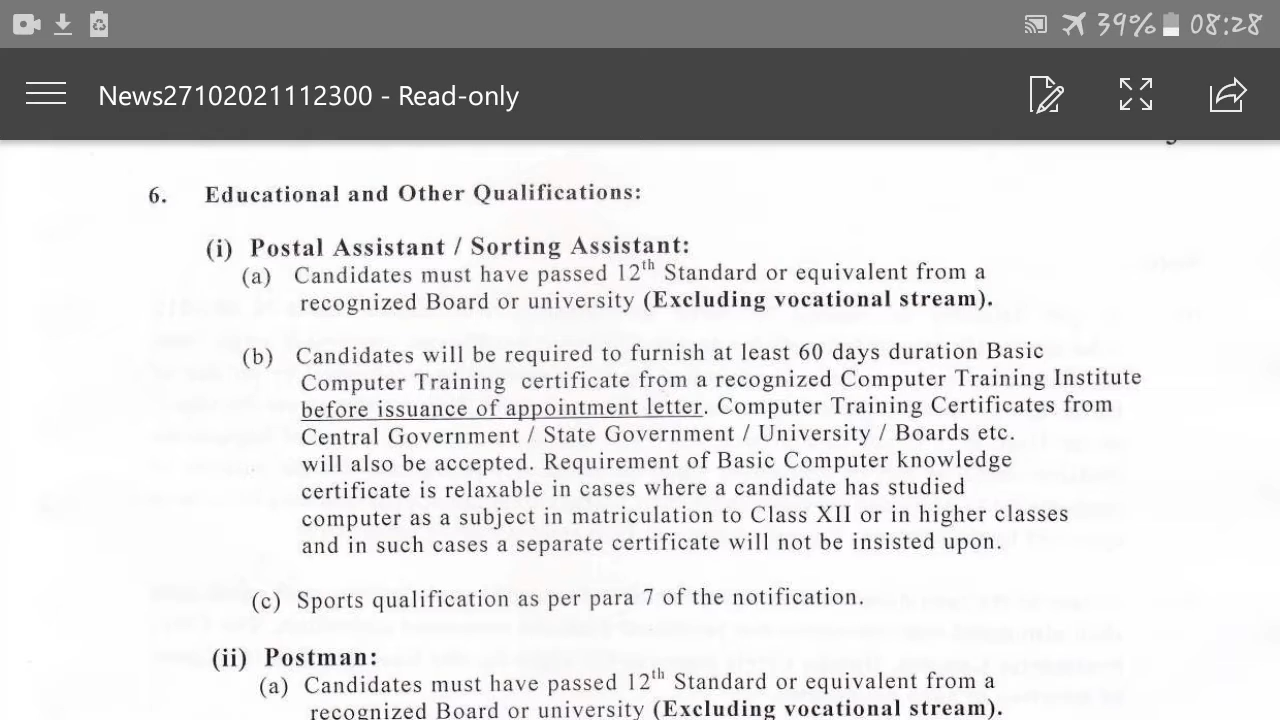 39% 08:28
News27102021112300 - Read-only
6. Educational and Other Qualifications:
(i) Postal Assistant / Sorting Assistant:
(a) Candidates must have passed 12th Standard or equivalent from a
recognized Board or university (Excluding vocational stream).
(b) Candidates will be required to furnish at least 60 days duration Basic
Computer Training certificate from a recognized Computer Training Institute
before issuance of appointment letter. Computer Training Certificates from
Central Government / State Government / University / Boards etc.
will also be accepted. Requirement of Basic Computer knowledge
certificate is relaxable in cases where a candidate has studied
computer as a subject in matriculation to Class XII or in higher classes
and in such cases a separate certificate will not be insisted upon.
(c) Sports qualification as per para 7 of the notification.
(ii) Postman:
(a) Candidates must have passed 12th Standard or equivalent from a
recognized Board or university (Excluding vocational stream).